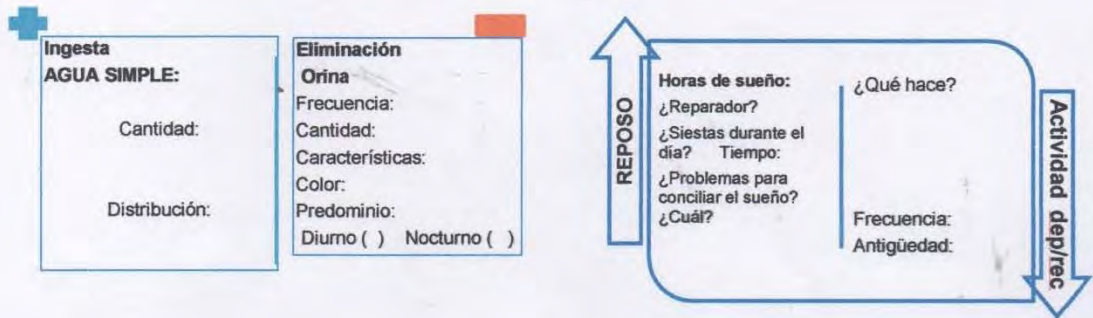 Ingesta
AGUA SIMPLE:
Cantidad:
Distribución:
Eliminación
Orina
Frecuencia:
Cantidad:
Características:
Color:
Predominio:
Diurno ( ) Nocturno ( )
REPOSO
Horas de sueño:
¿Reparador?
¿Siestas durante el
día? Tiempo:
¿Problemas para
conciliar el sueño?
¿Cuál?
¿Qué hace?
Frecuencia:
Antigüedad:
Actividad dep/rec